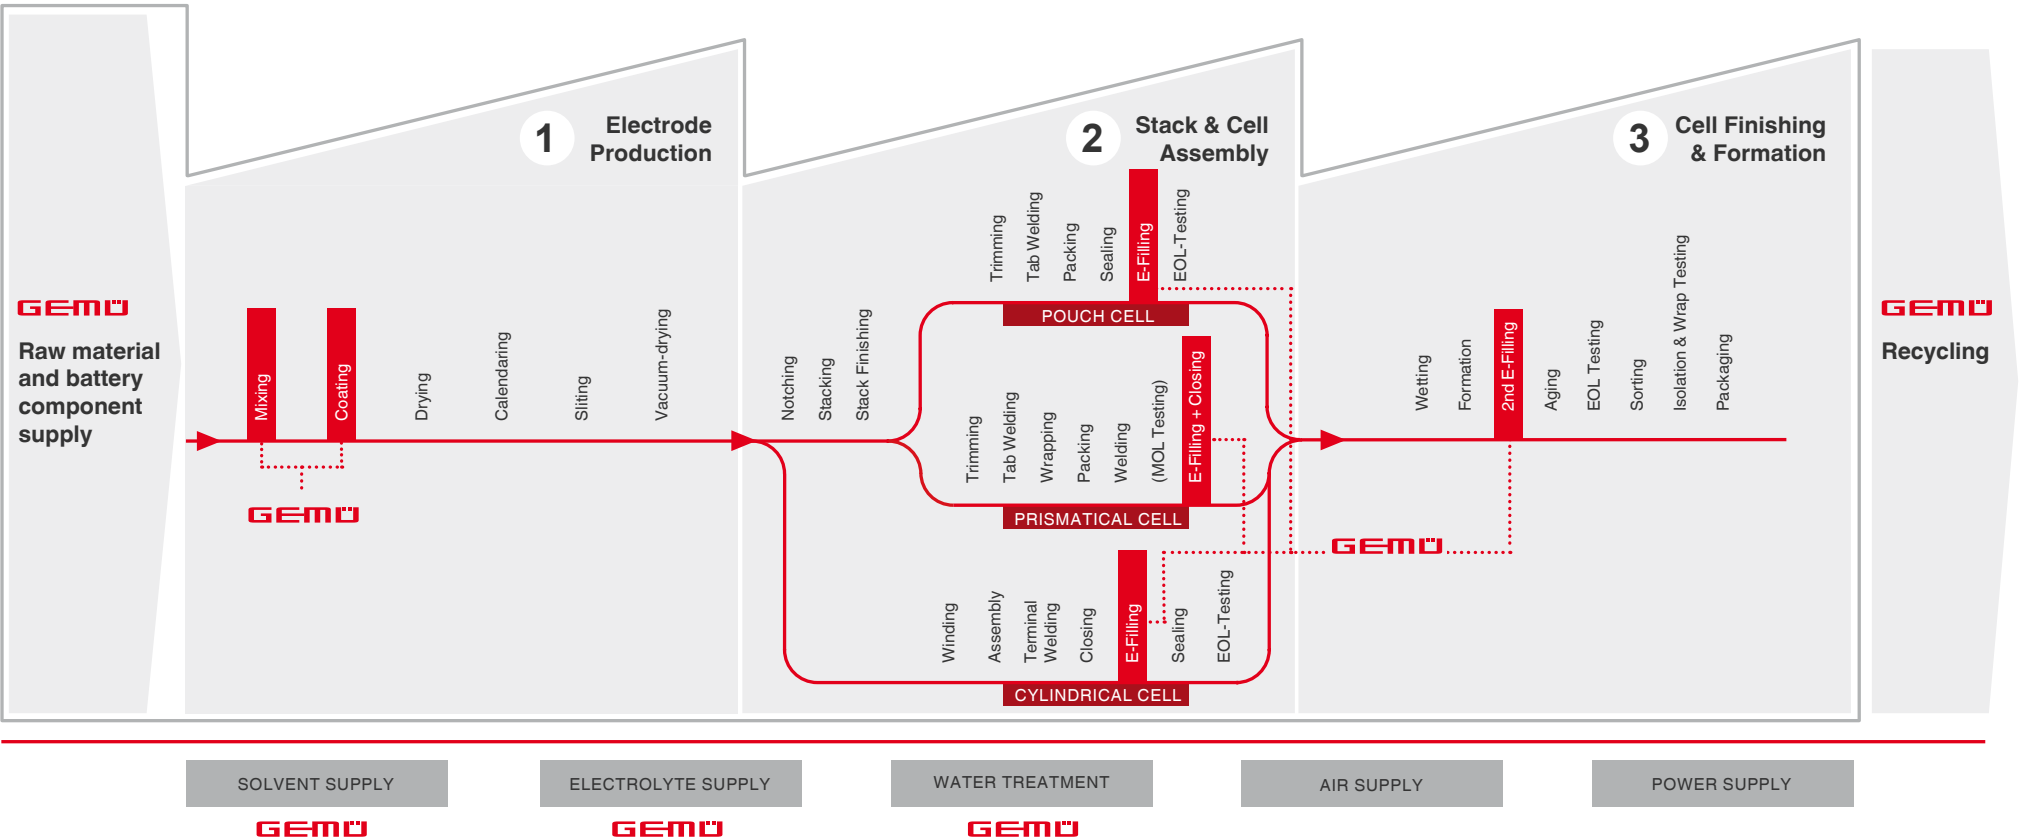 GEMÜ
Raw material
and battery
component
supply
1
Electrode
Production
Mixing
Coating
Drying
Calendaring
Sliting
Vacuum-drying
GEMÜ
2
Stack & Cell
Assembly
Notching
Stacking
Stack Finishing
Trimming
Tab Welding
Packing
Sealing
E-Filling
EOL-Testing
POUCH CELL
Trimming
Tab Welding
Wrapping
Packing
Welding
(MOL Testing)
E-Filling + Closing
PRISMATICAL CELL
Winding
Assembly
Terminal
Welding
Closing
E-Filling
Sealing
EOL-Testing
CYLINDRICAL CELL
3
Cell Finishing
& Formation
Wetting
Formation
2nd E-Filling
Aging
EOL Testing
Sorting
Isolation & Wrap Testing
Packaging
GEMÜ
GEMÜ
Recycling
SOLVENT SUPPLY
ELECTROLYTE SUPPLY
WATER TREATMENT
AIR SUPPLY
POWER SUPPLY
GEMÜ
GEMÜ
GEMÜ